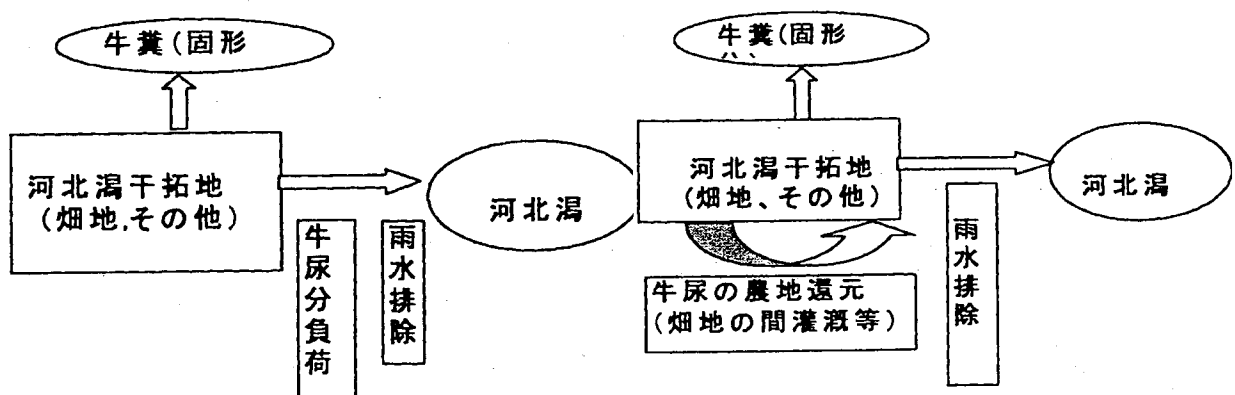 牛糞(固形
河北潟干拓地
(畑地,その他)
河北潟
牛尿分負荷
雨水排除
牛糞(固形
河北潟干拓地
(畑地、その他)
河北潟
牛尿の農地還元
(畑地の間灌漑等)
雨水排除